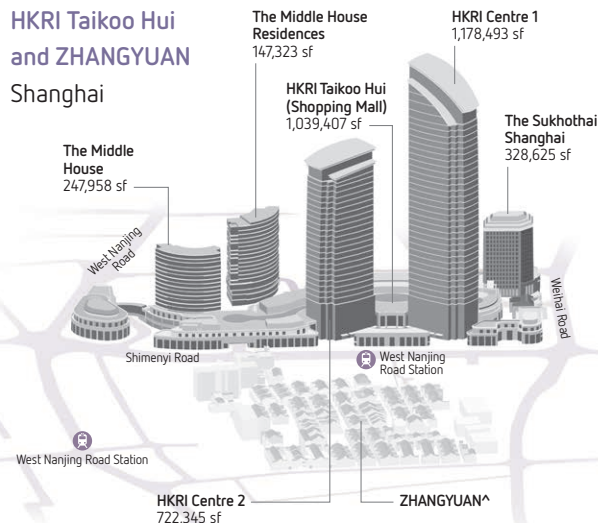 HKRI Taikoo Hui
and ZHANGYUAN
Shanghai
The Middle House
Residences
147,323 sf
HKRI Centre 1
1,178,493 sf
HKRI Taikoo Hui
(Shopping Mall)
1,039,407 sf
The Sukhothai
Shanghai
328,625 sf
The Middle
House
247,958 sf
West Nanjing
Road
Weihai Road
Shimenyi Road
West Nanjing
Road Station
West Nanjing Road Station
HKRI Centre 2
722,345 sf
ZHANGYUAN^